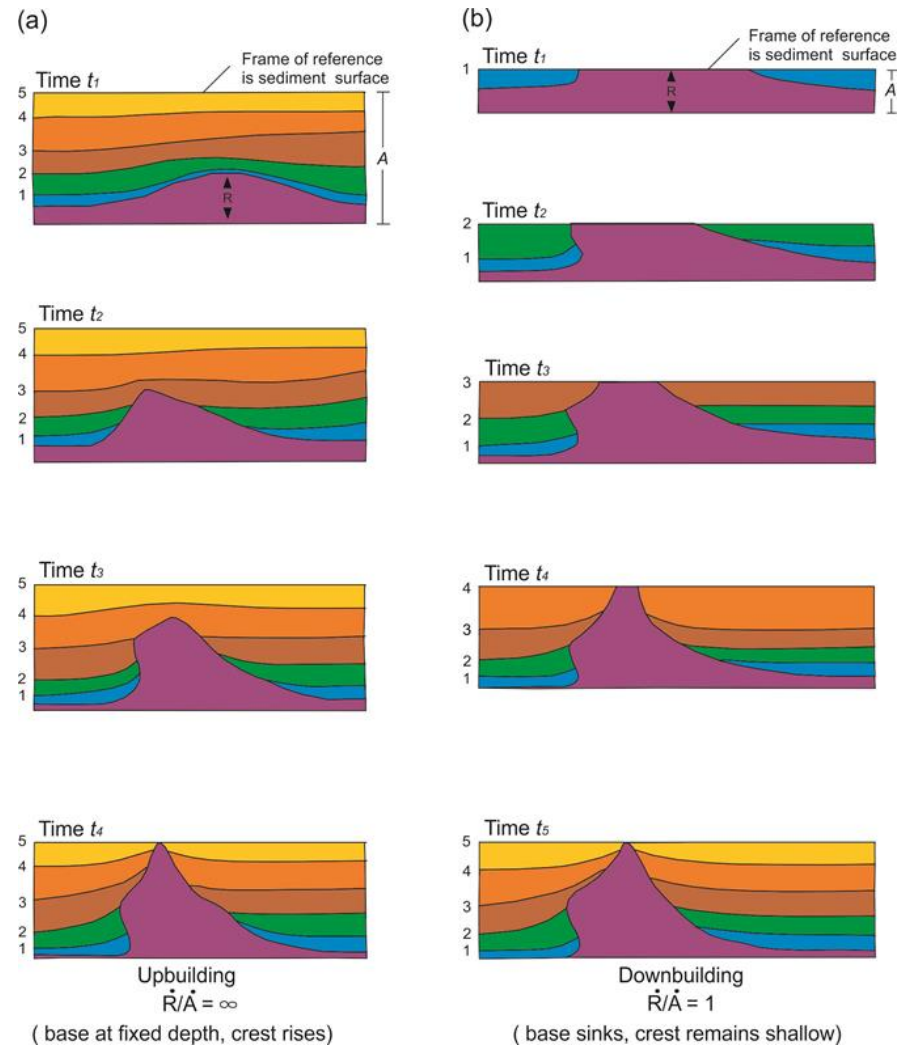 (a)
Frame of reference
is sediment surface
Time t₁
5
4
3
2
1
A
R
Time t₂
5
4
3
2
1
Time t₃
5
4
3
2
1
Time t₄
5
4
3
2
1
Upbuilding
Ṙ/Ȧ = ∞
( base at fixed depth, crest rises)
(b)
Frame of reference
is sediment surface
Time t₁
1
R
A
Time t₂
2
1
Time t₃
3
2
1
Time t₄
4
3
2
1
Time t₅
5
4
3
2
1
Downbuilding
Ṙ/Ȧ = 1
(base sinks, crest remains shallow)